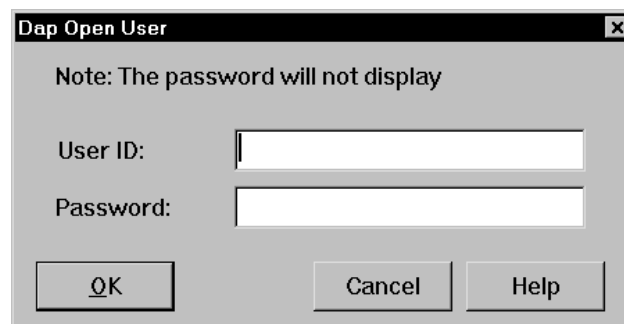 Dap Open User
Note: The password will not display
User ID:
Password:
OK Cancel Help